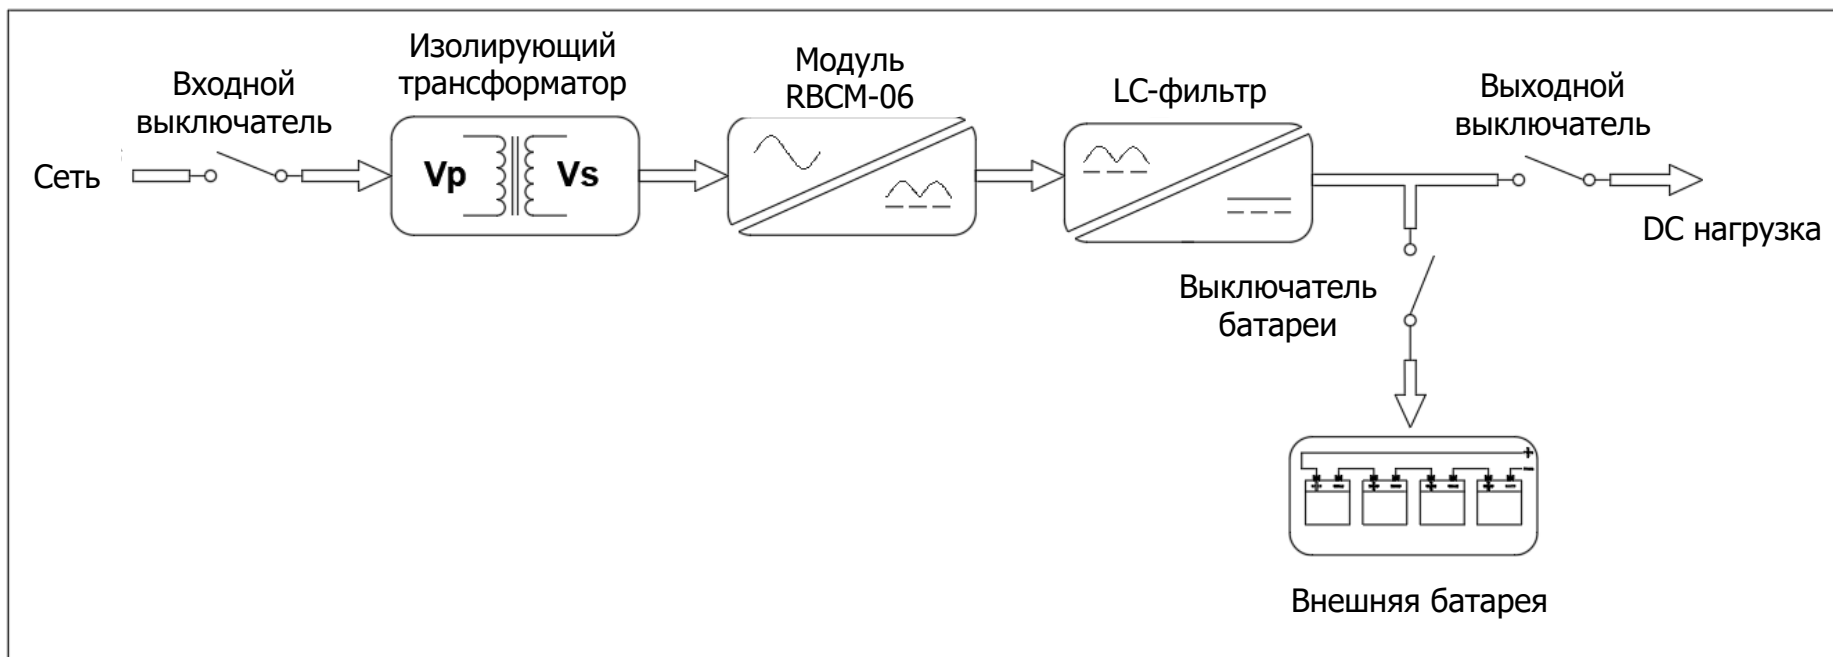 Изолирующий
трансформатор
Модуль
RBCM-06
Входной
выключатель
LC-фильтр
Выходной
выключатель
Сеть
Vp
Vs
DC нагрузка
Выключатель
батареи
+
−
+ − + − + − + −
Внешняя батарея